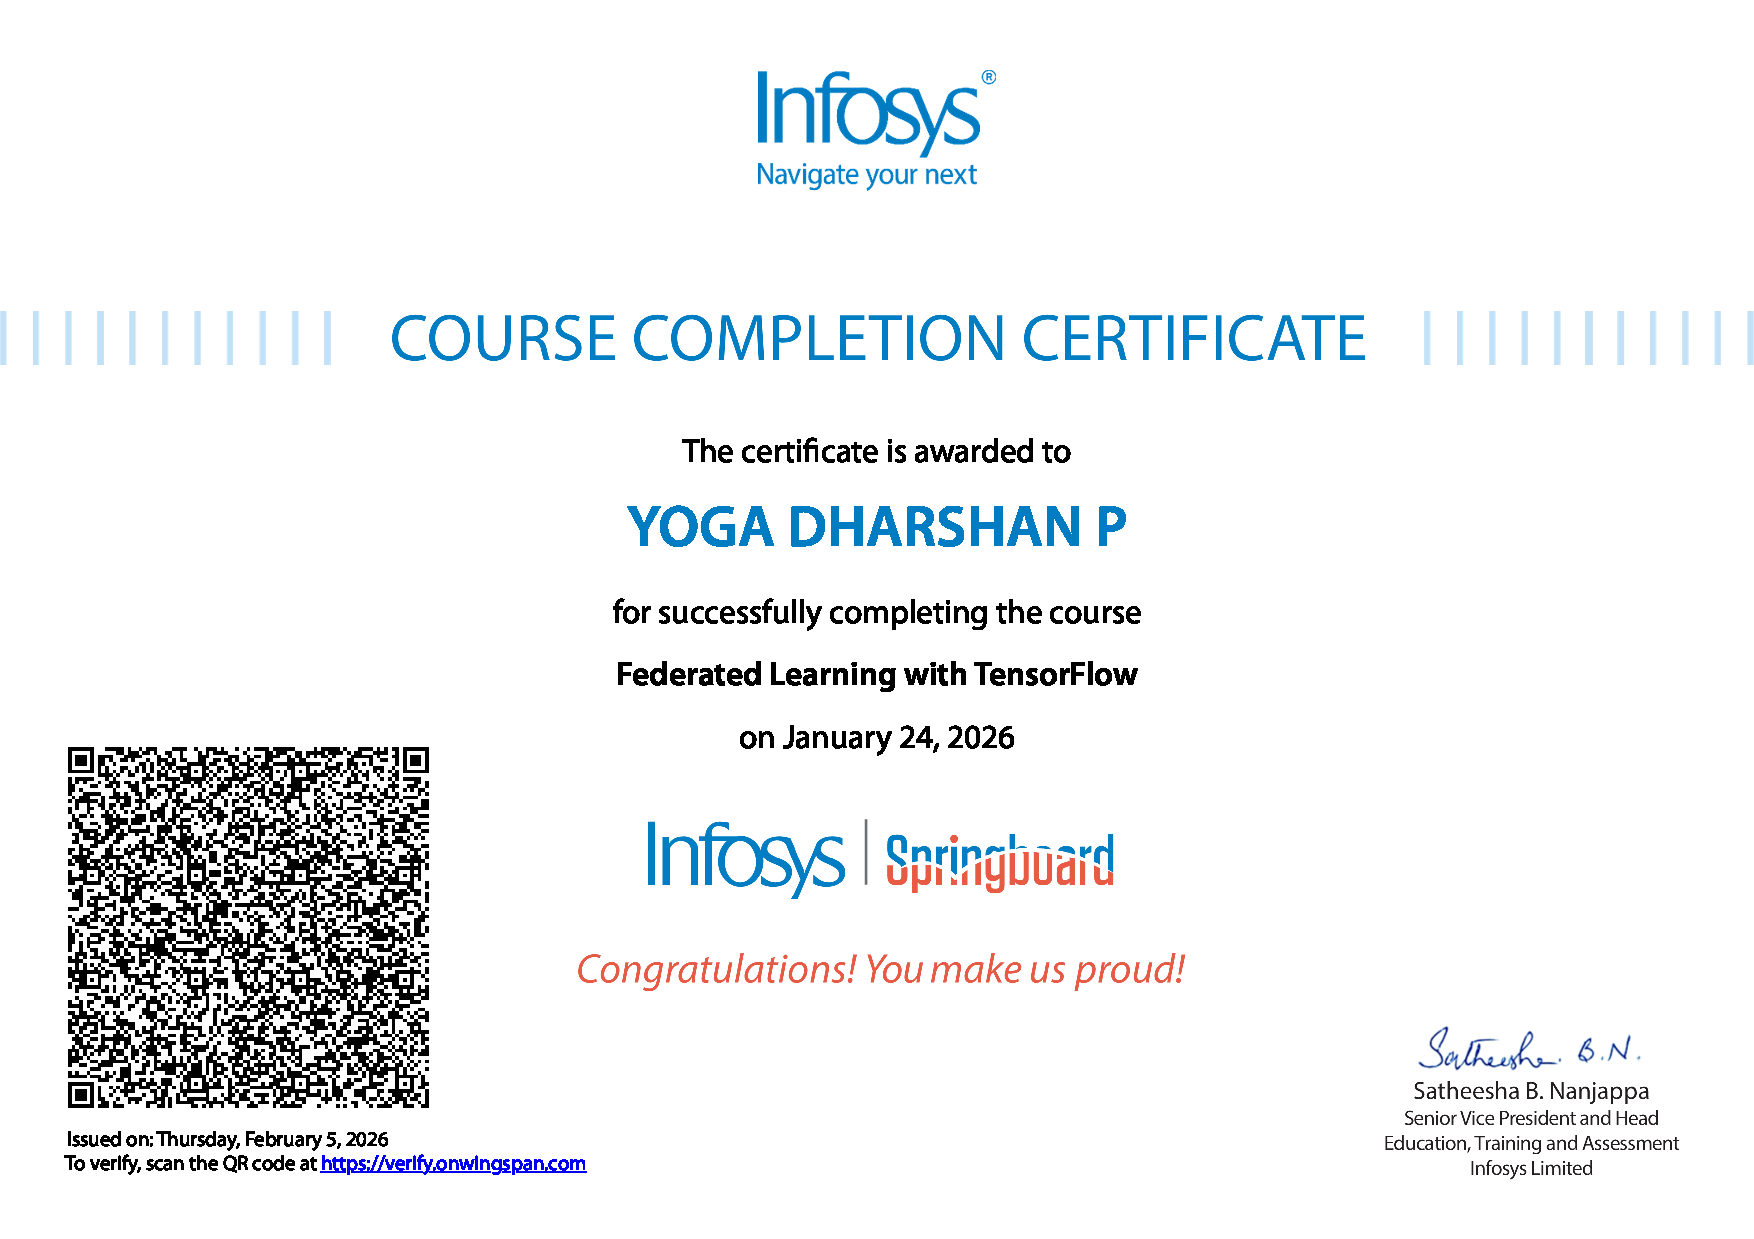 Infosys®
Navigate your next
COURSE COMPLETION CERTIFICATE
The certificate is awarded to
YOGA DHARSHAN P
for successfully completing the course
Federated Learning with TensorFlow
on January 24, 2026
Infosys | Springboard
Congratulations! You make us proud!
Issued on: Thursday, February 5, 2026
To verify, scan the QR code at https://verify.onwingspan.com
Satheesha B.N.
Satheesha B. Nanjappa
Senior Vice President and Head
Education, Training and Assessment
Infosys Limited